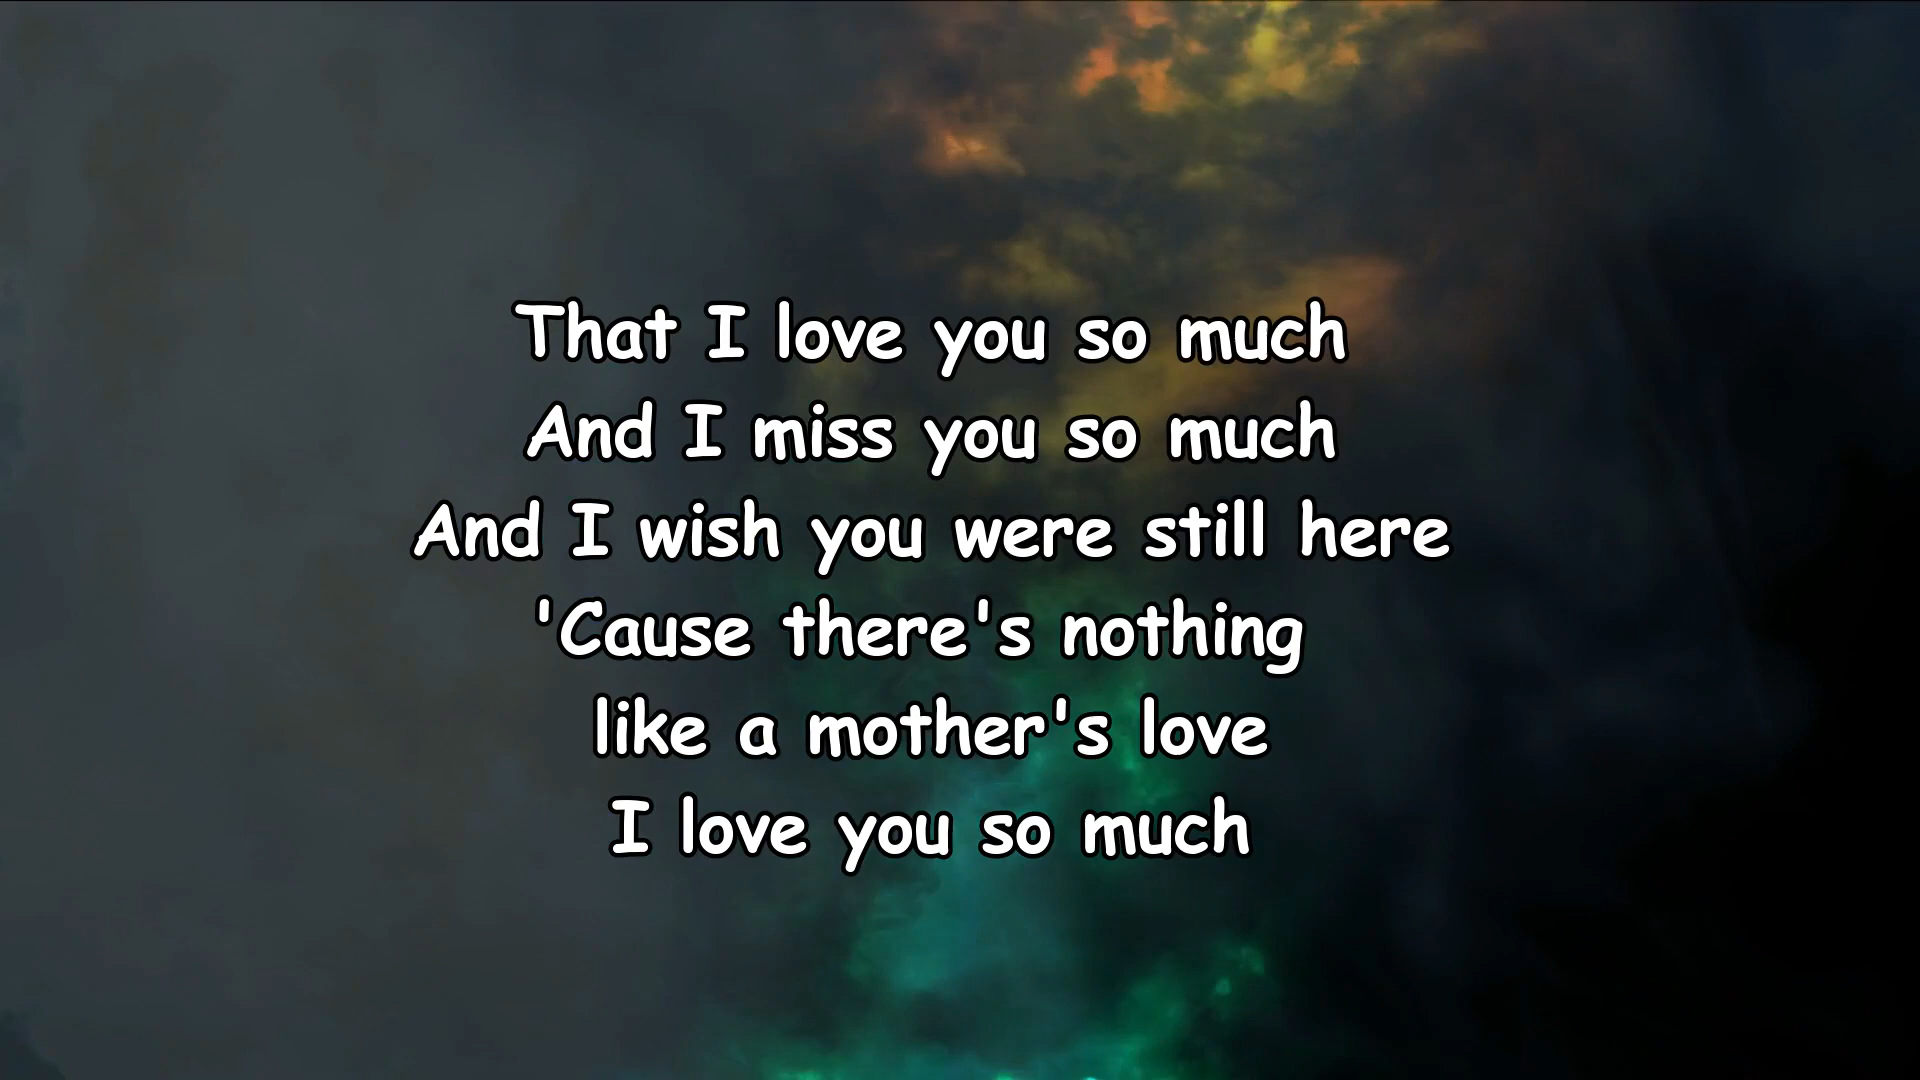 That I love you so much
And I miss you so much
And I wish you were still here
'Cause there's nothing
like a mother's love
I love you so much